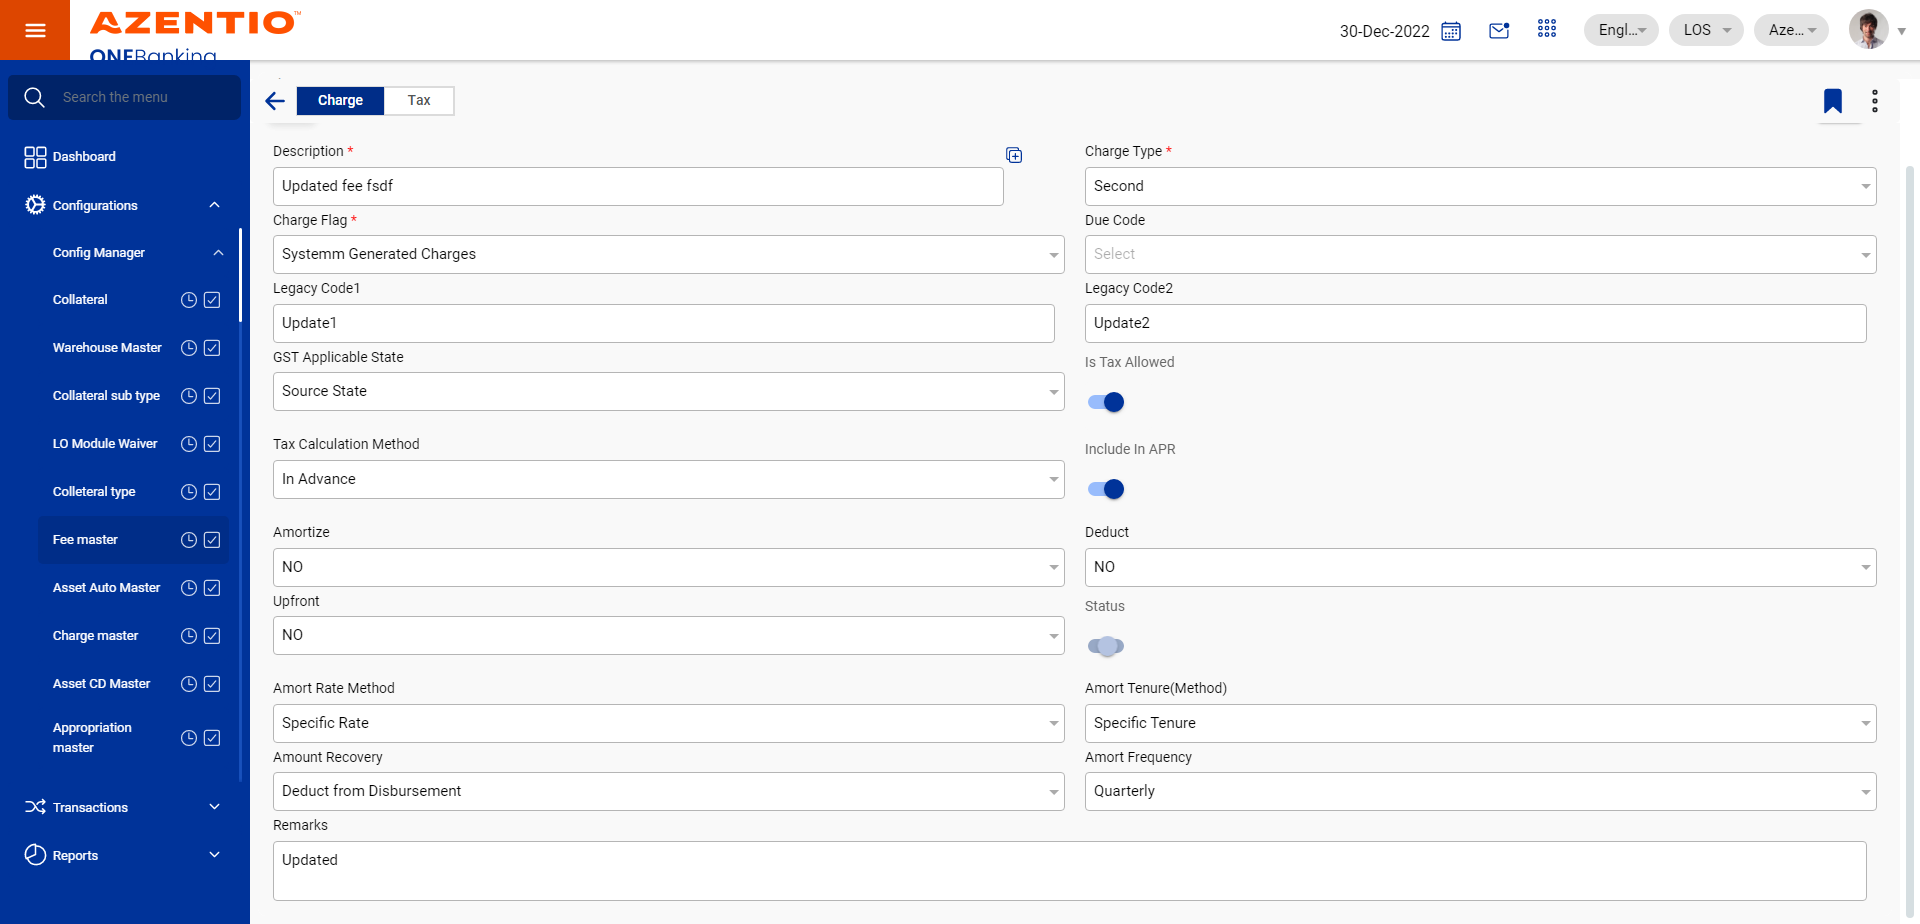 AZENTIO™
ONEBanking
30-Dec-2022
Engl...
LOS
Aze...
Search the menu
Dashboard
Configurations
Config Manager
Collateral
Warehouse Master
Collateral sub type
LO Module Waiver
Colleteral type
Fee master
Asset Auto Master
Charge master
Asset CD Master
Appropriation
master
Transactions
Reports
Charge
Tax
Description *
Updated fee fsdf
Charge Type *
Second
Charge Flag *
Systemm Generated Charges
Due Code
Select
Legacy Code1
Update1
Legacy Code2
Update2
GST Applicable State
Source State
Is Tax Allowed
Tax Calculation Method
In Advance
Include In APR
Amortize
NO
Deduct
NO
Upfront
NO
Status
Amort Rate Method
Specific Rate
Amort Tenure(Method)
Specific Tenure
Amount Recovery
Deduct from Disbursement
Amort Frequency
Quarterly
Remarks
Updated